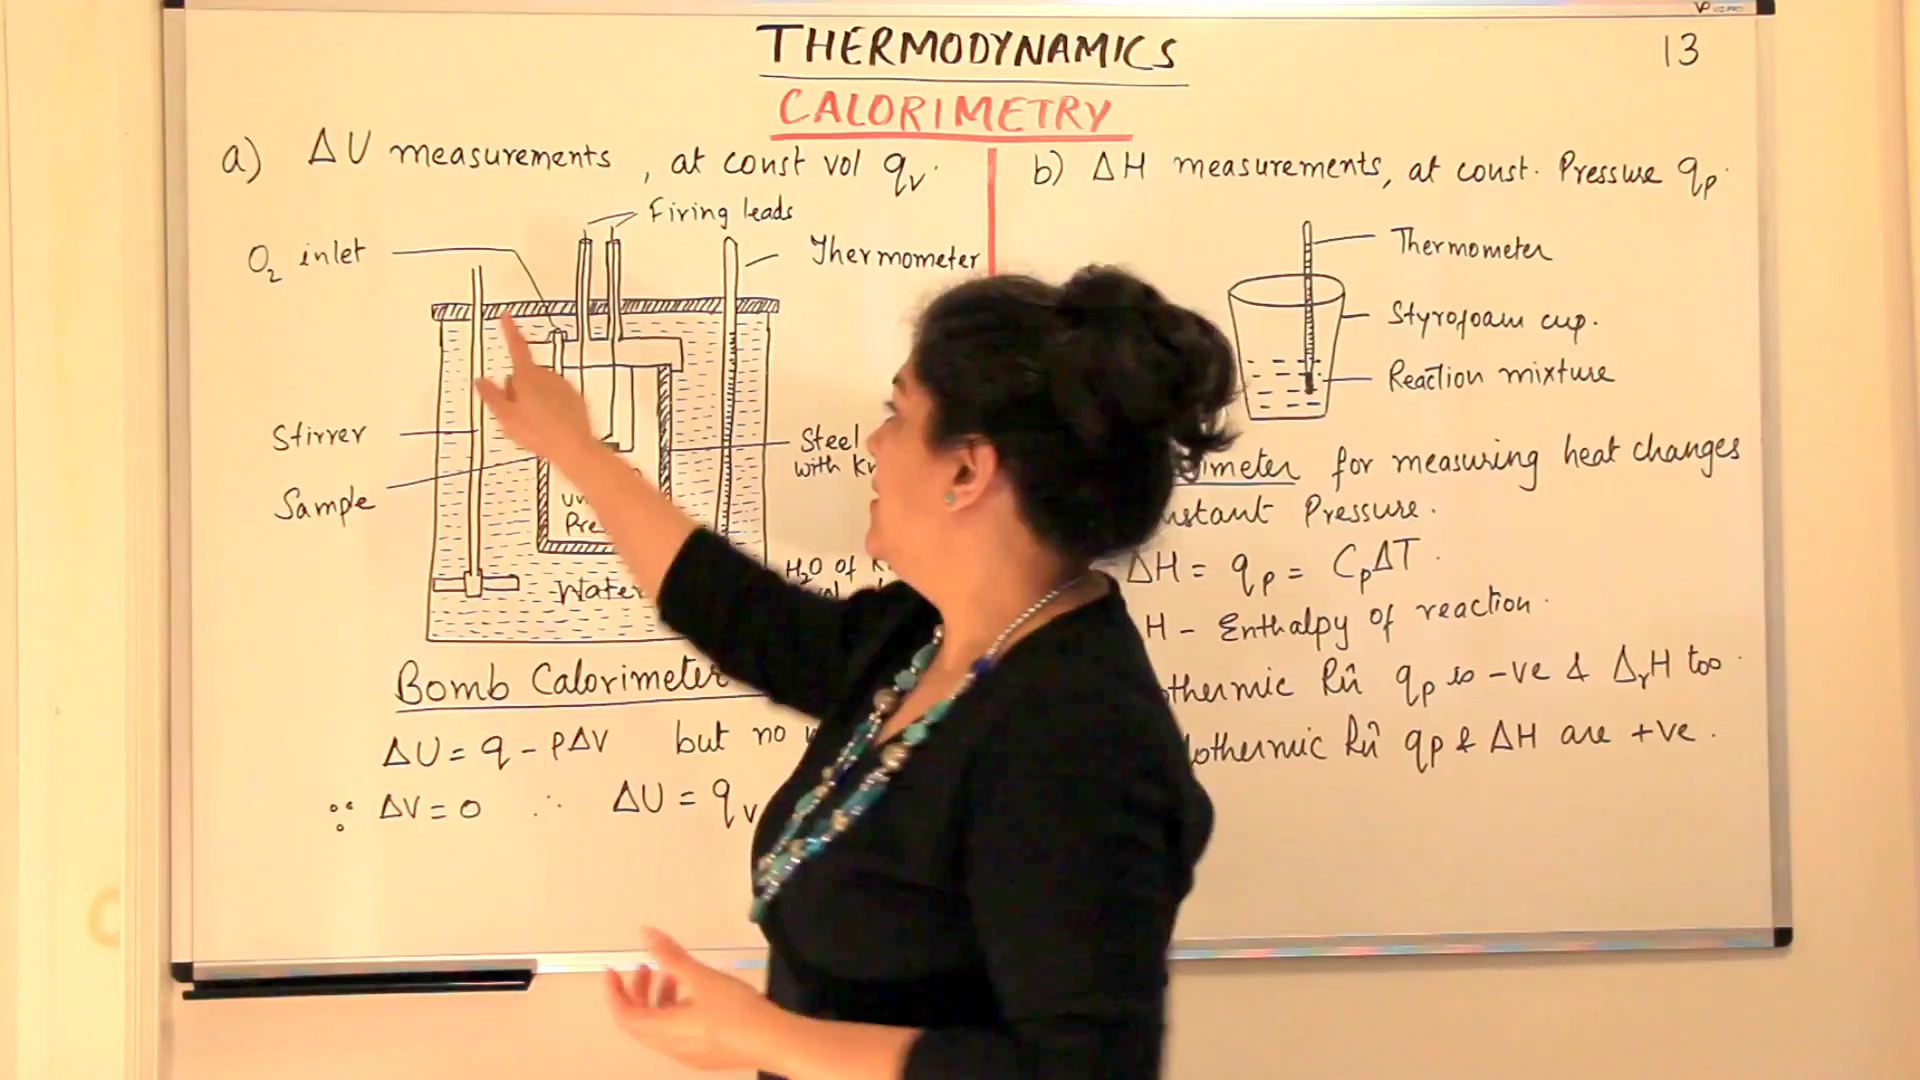 THERMODYNAMICS
13
CALORIMETRY
a) ΔU measurements, at const vol qv.
Firing leads
O2 inlet
Thermometer
Stirrer
Steel
with
Sample
Water
H2O of
Bomb Calorimeter
ΔU = q - PΔV but no
∵ ΔV = 0 ∴ ΔU = qv
b) ΔH measurements, at const. Pressure qp.
Thermometer
Styrofoam cup.
Reaction mixture
for measuring heat changes
Pressure.
ΔH = qp = CpΔT.
H - Enthalpy of reaction.
qp is -ve & ΔrH too.
qp & ΔH are +ve.